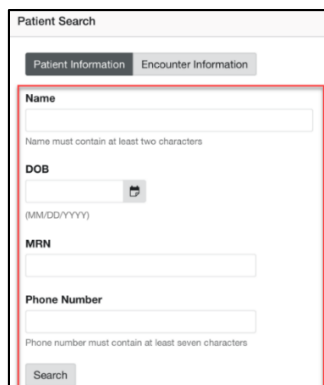 Patient Search
Patient Information Encounter Information
Name
Name must contain at least two characters
DOB
(MM/DD/YYYY)
MRN
Phone Number
Phone number must contain at least seven characters
Search